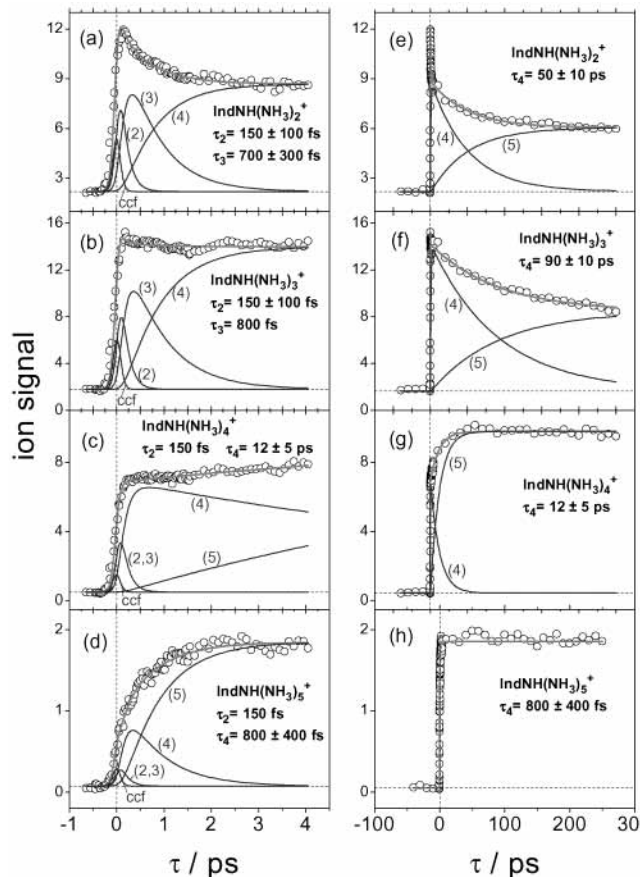 ion signal
(a)
12
9
6
3
(3)
(4)
(2)
ccf
IndNH(NH₃)₂⁺
τ₂= 150 ± 100 fs
τ₃= 700 ± 300 fs
(e)
12
9
6
3
IndNH(NH₃)₂⁺
τ₄= 50 ± 10 ps
(4)
(5)
(b)
16
12
8
4
0
(3)
(4)
(2)
ccf
IndNH(NH₃)₃⁺
τ₂= 150 ± 100 fs
τ₃= 800 fs
(f)
16
12
8
4
0
IndNH(NH₃)₃⁺
τ₄= 90 ± 10 ps
(4)
(5)
(c)
8
4
0
IndNH(NH₃)₄⁺
τ₂= 150 fs τ₄= 12 ± 5 ps
(4)
(2,3)
(5)
ccf
(g)
8
4
0
(5)
IndNH(NH₃)₄⁺
τ₄= 12 ± 5 ps
(4)
(d)
2
1
0
(5)
IndNH(NH₃)₅⁺
τ₂= 150 fs
τ₄= 800 ± 400 fs
(4)
(2,3)
ccf
-1 0 1 2 3 4
τ / ps
(h)
2
1
0
IndNH(NH₃)₅⁺
τ₄= 800 ± 400 fs
-100 0 100 200 30
τ / ps